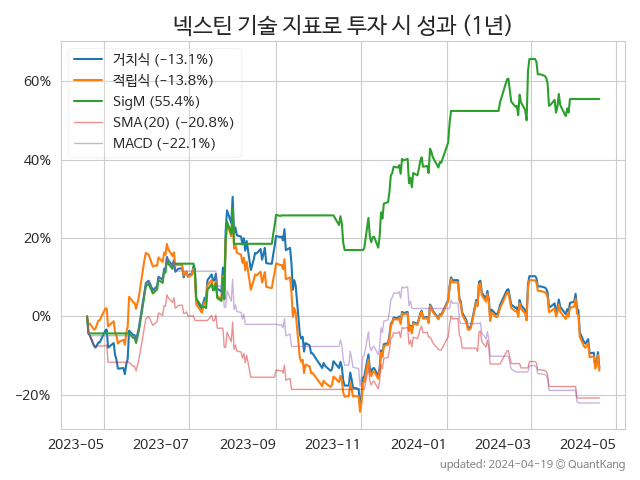 넥스틴 기술 지표로 투자 시 성과 (1년)
거치식 (−13.1%)
적립식 (−13.8%)
SigM (55.4%)
SMA(20) (−20.8%)
MACD (−22.1%)
60%
40%
20%
0%
−20%
2023-05 2023-07 2023-09 2023-11 2024-01 2024-03 2024-05
updated: 2024-04-19 © QuantKang